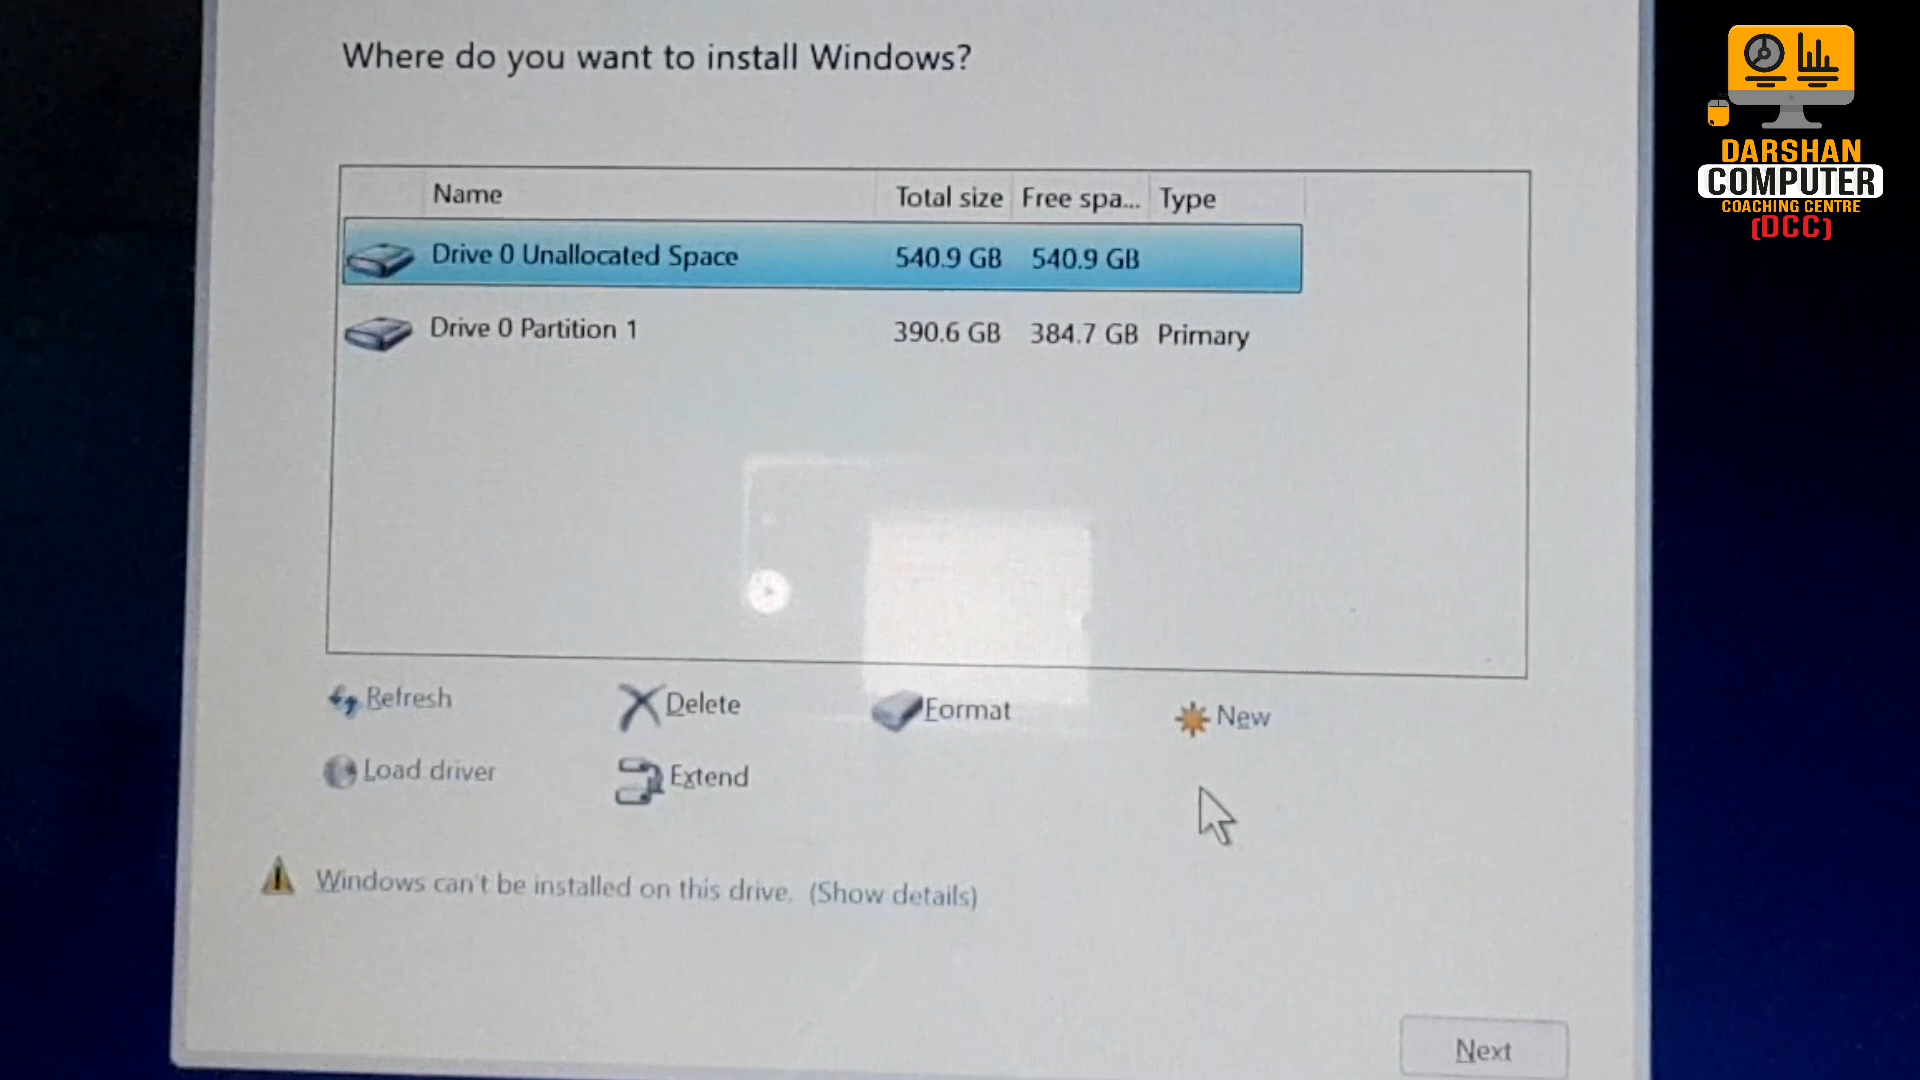 Where do you want to install Windows?
Name Total size Free spa... Type
Drive 0 Unallocated Space 540.9 GB 540.9 GB
Drive 0 Partition 1 390.6 GB 384.7 GB Primary
Refresh Delete Format New
Load driver Extend
Windows can't be installed on this drive. (Show details)
Next
DARSHAN
COMPUTER
COACHING CENTRE
(DCC)